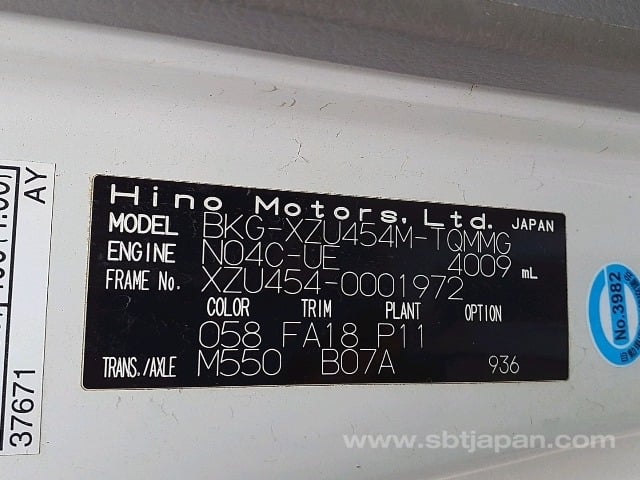 Hino Motors, Ltd. JAPAN
MODEL BKG-XZU454M-TQMMG
ENGINE N04C-UE 4009 mL
FRAME No. XZU454-0001972
COLOR TRIM PLANT OPTION
058 FA18 P11
TRANS./AXLE M550 B07A 936
AY
37671
No.3982
www.sbtjapan.com